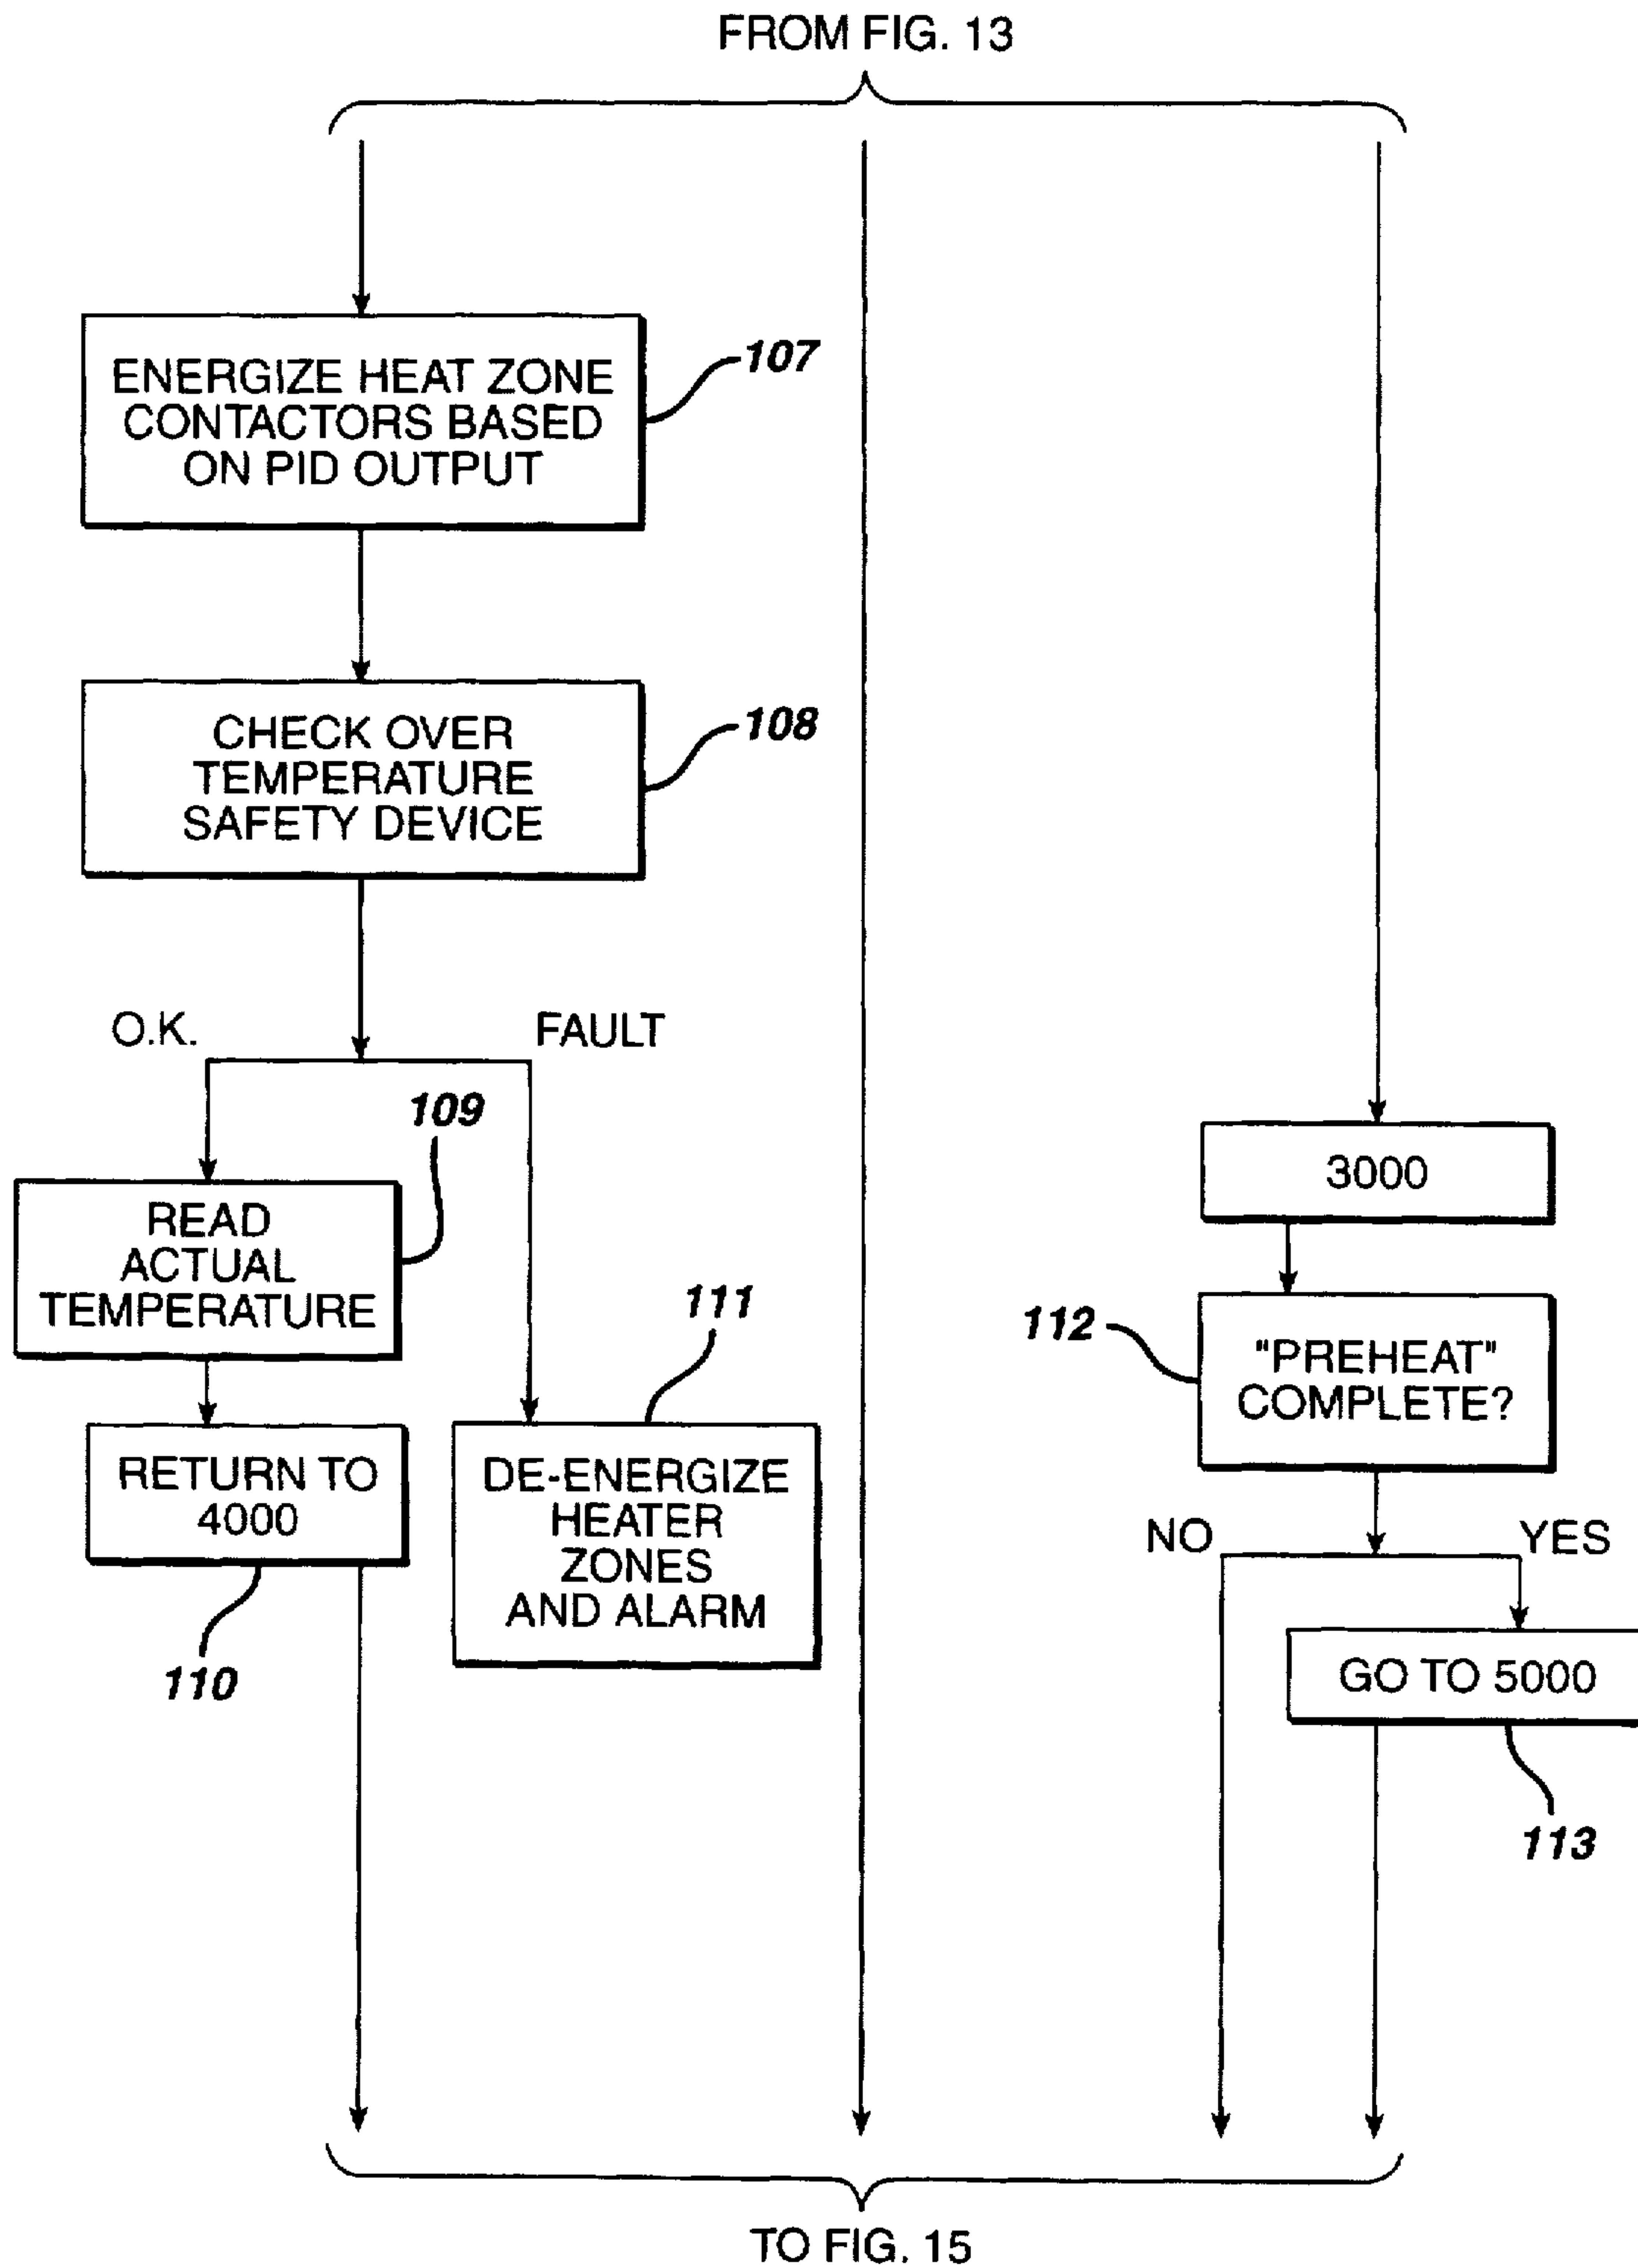 FROM FIG. 13
ENERGIZE HEAT ZONE
CONTACTORS BASED
ON PID OUTPUT
107
CHECK OVER
TEMPERATURE
SAFETY DEVICE
108
O.K.
FAULT
109
READ
ACTUAL
TEMPERATURE
3000
111
112
"PREHEAT"
COMPLETE?
RETURN TO
4000
DE-ENERGIZE
HEATER
ZONES
AND ALARM
NO
YES
110
GO TO 5000
113
TO FIG. 15